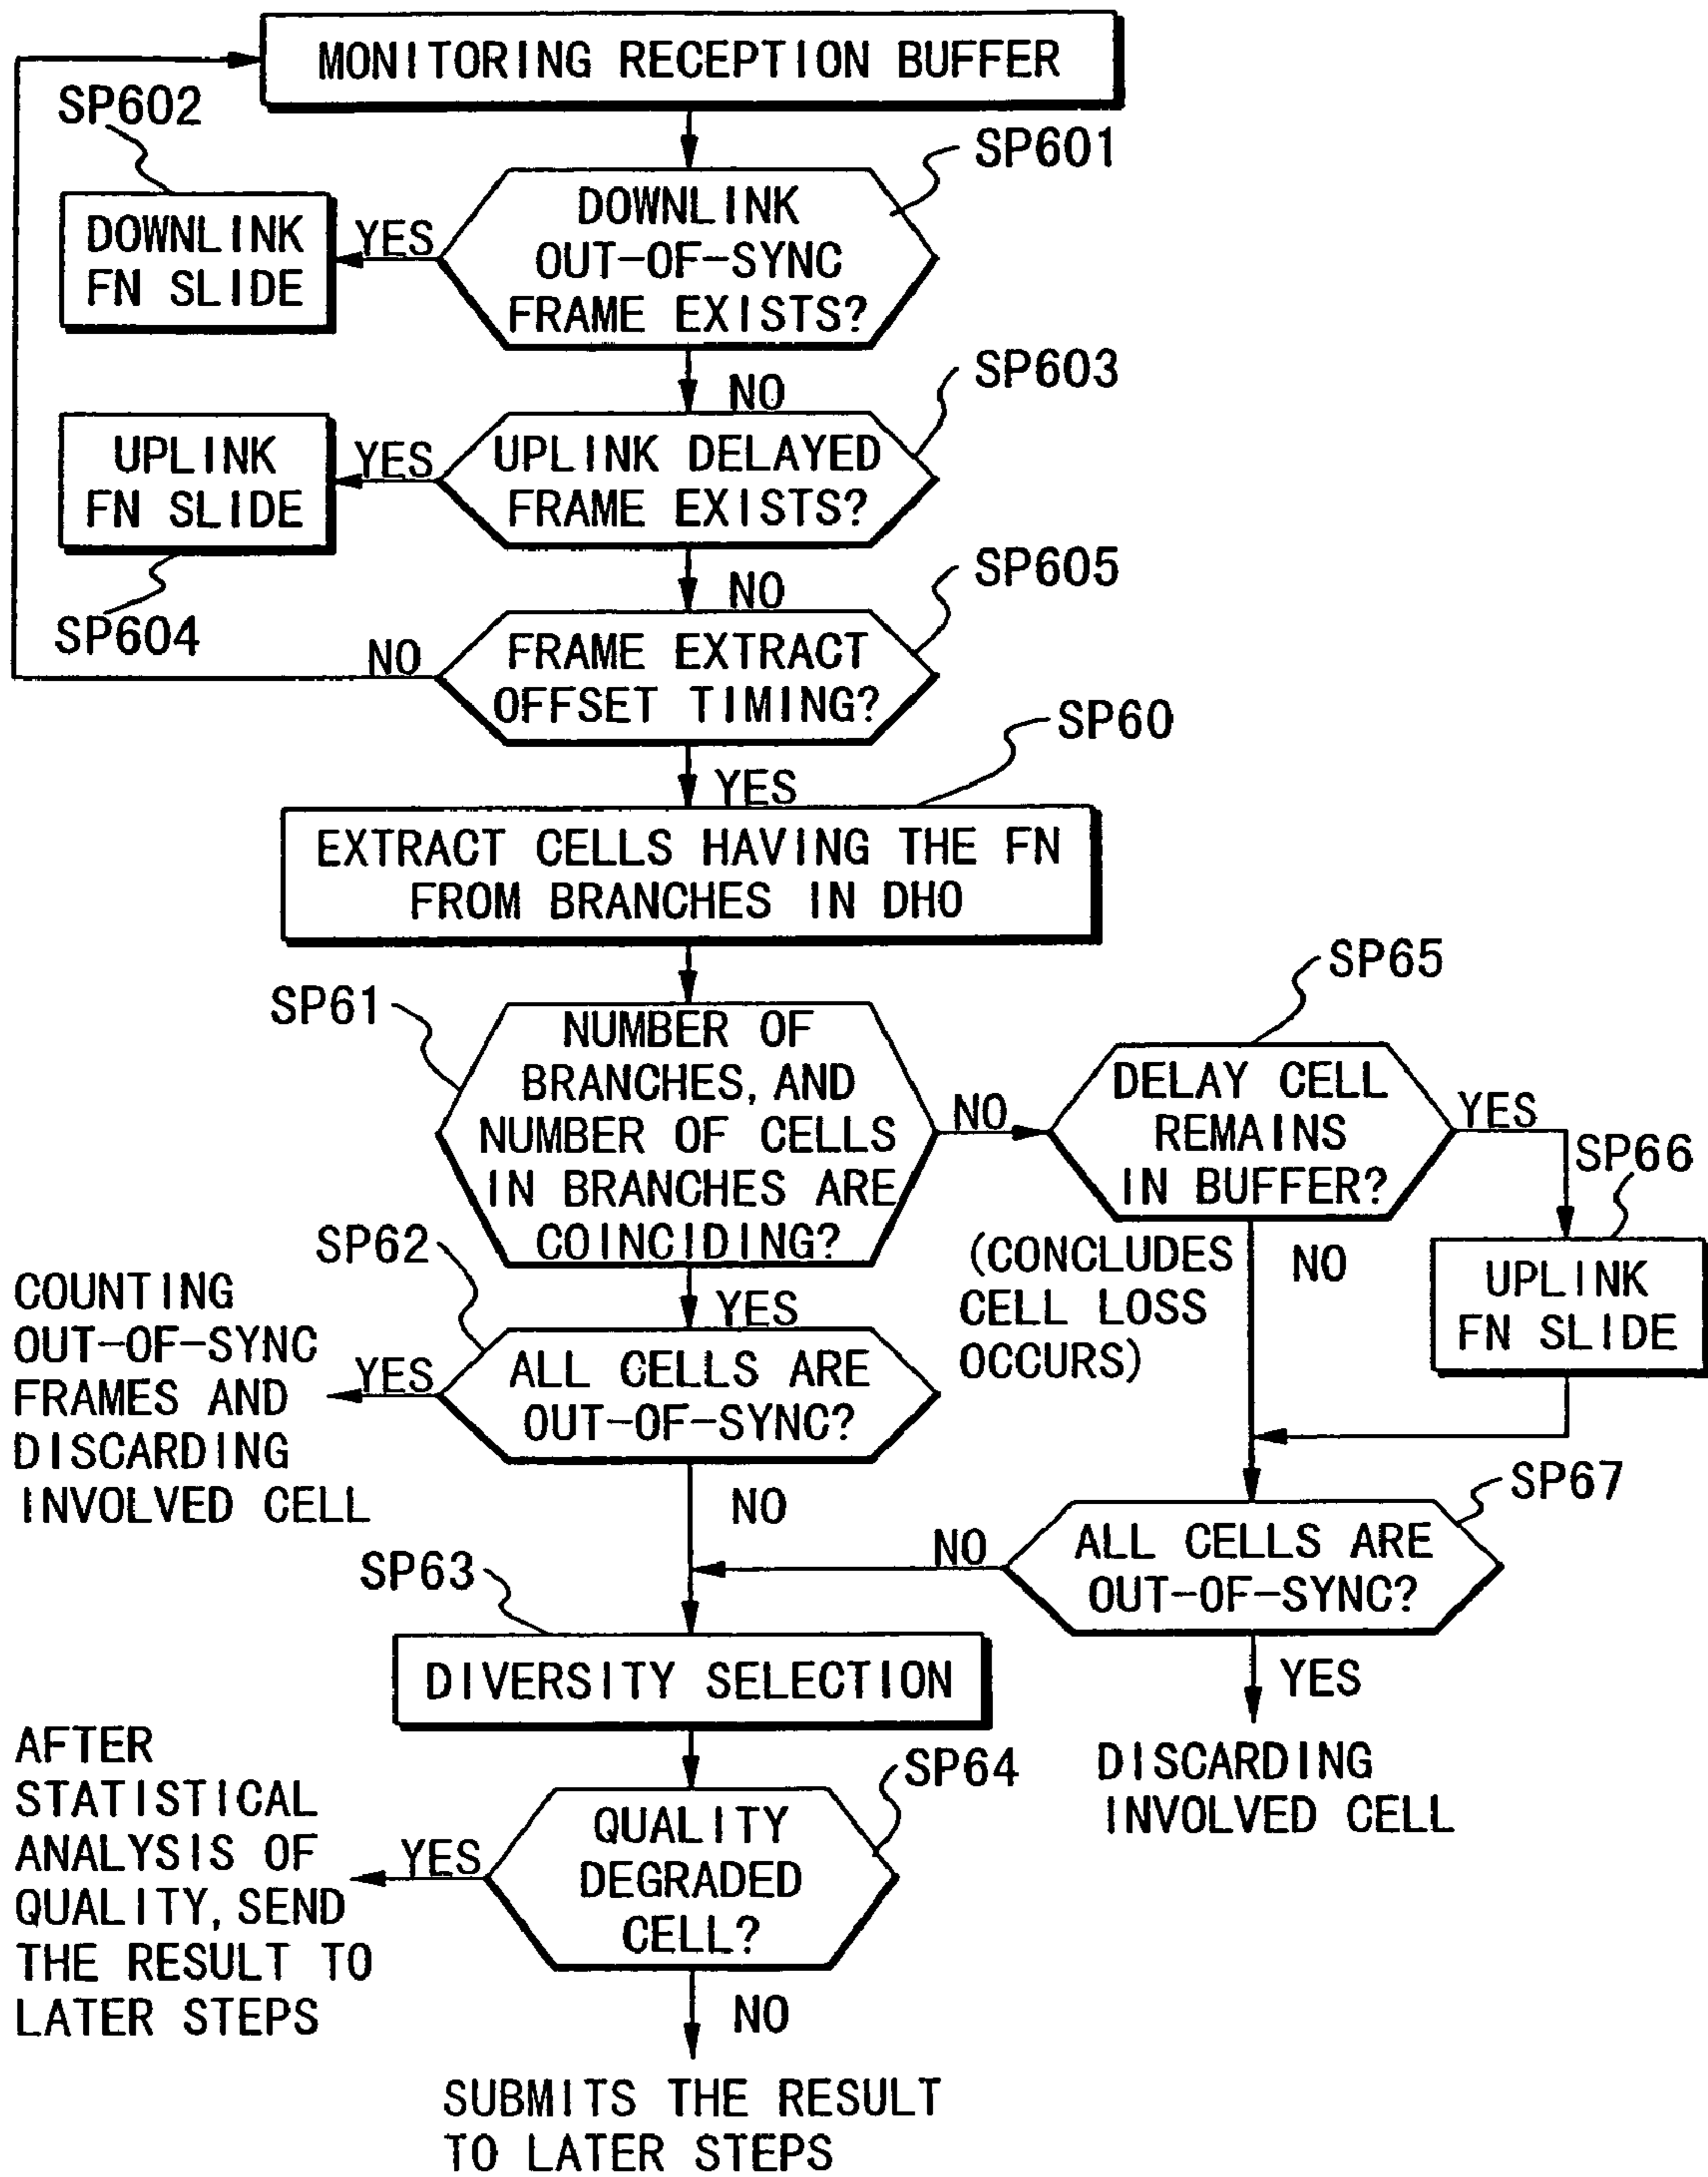 MONITORING RECEPTION BUFFER
SP602
SP601
DOWNLINK
OUT-OF-SYNC
FRAME EXISTS?
YES
DOWNLINK
FN SLIDE
NO
SP603
UPLINK DELAYED
FRAME EXISTS?
YES
UPLINK
FN SLIDE
SP604
NO
SP605
FRAME EXTRACT
OFFSET TIMING?
NO
YES
SP60
EXTRACT CELLS HAVING THE FN
FROM BRANCHES IN DHO
SP61
NUMBER OF
BRANCHES, AND
NUMBER OF CELLS
IN BRANCHES ARE
COINCIDING?
NO
SP65
DELAY CELL
REMAINS
IN BUFFER?
YES
SP66
UPLINK
FN SLIDE
(CONCLUDES
CELL LOSS
OCCURS)
NO
YES
SP62
ALL CELLS ARE
OUT-OF-SYNC?
YES
COUNTING
OUT-OF-SYNC
FRAMES AND
DISCARDING
INVOLVED CELL
NO
SP67
ALL CELLS ARE
OUT-OF-SYNC?
NO
YES
DISCARDING
INVOLVED CELL
SP63
DIVERSITY SELECTION
SP64
QUALITY
DEGRADED
CELL?
YES
AFTER
STATISTICAL
ANALYSIS OF
QUALITY, SEND
THE RESULT TO
LATER STEPS
NO
SUBMITS THE RESULT
TO LATER STEPS